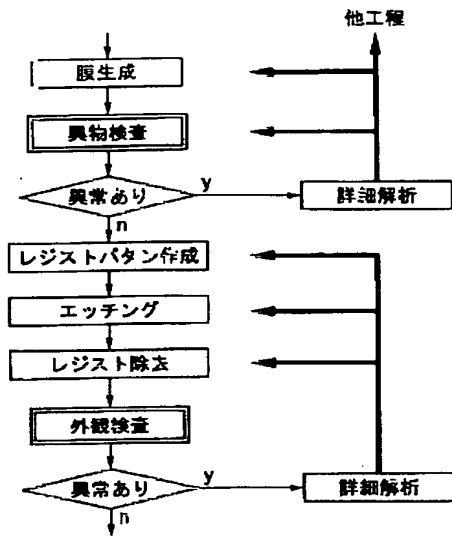 他工程
膜生成
異物検査
異常あり
y
詳細解析
n
レジストパタン作成
エッチング
レジスト除去
外観検査
異常あり
y
詳細解析
n